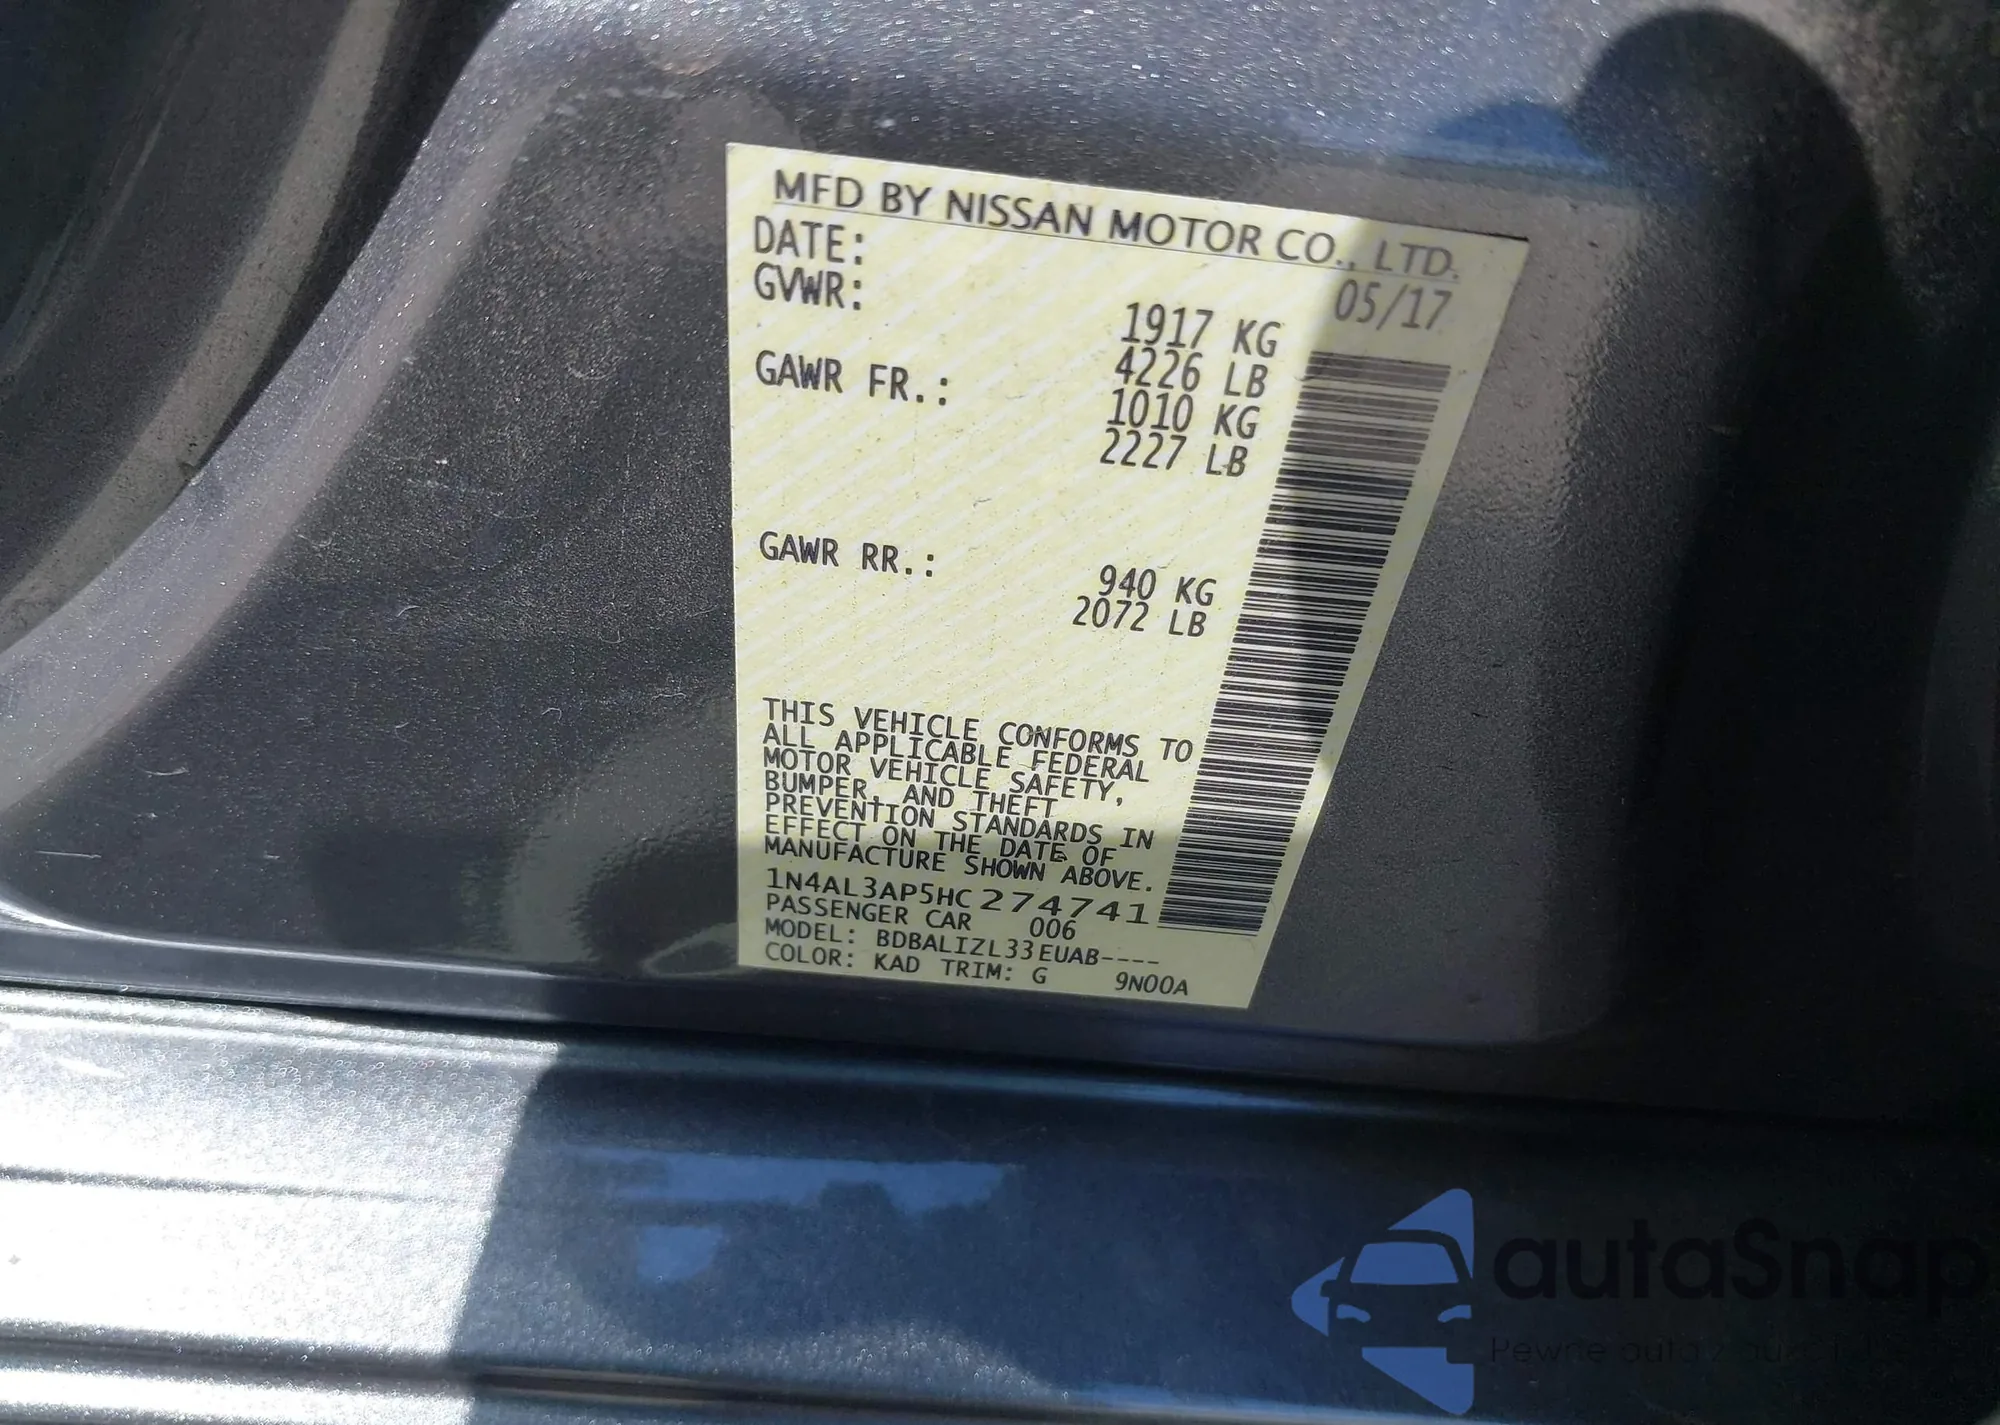 MFD BY NISSAN MOTOR CO., LTD.
DATE: 05/17
GVWR: 1917 KG
4226 LB
GAWR FR.: 1010 KG
2227 LB
GAWR RR.: 940 KG
2072 LB
THIS VEHICLE CONFORMS TO
ALL APPLICABLE FEDERAL
MOTOR VEHICLE SAFETY,
BUMPER, AND THEFT
PREVENTION STANDARDS IN
EFFECT ON THE DATE OF
MANUFACTURE SHOWN ABOVE.
1N4AL3AP5HC274741
PASSENGER CAR 006
MODEL: BDBALIZL33EUAB----
COLOR: KAD TRIM: G 9N00A
autaSnap
Pewne auta z